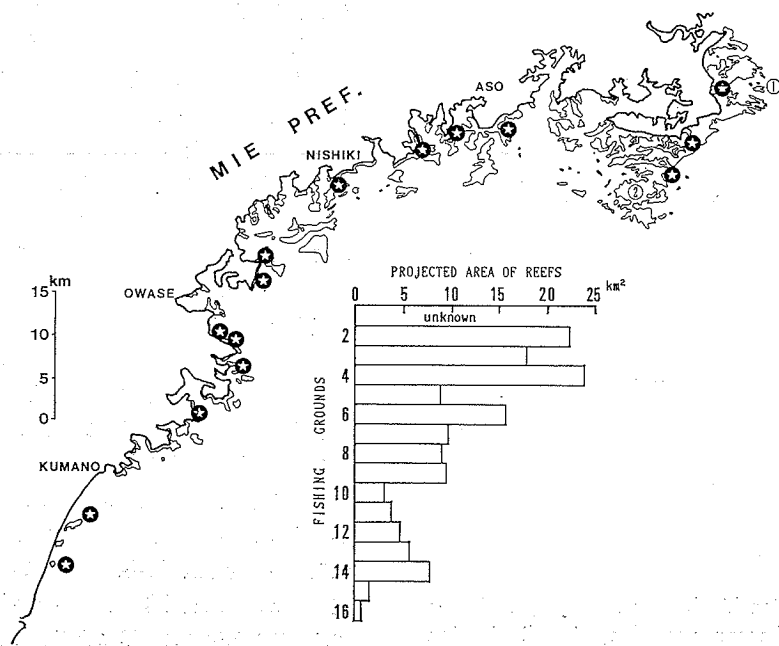 ①
ASO
MIE PREF.
NISHIKI
②
km
15
10
5
0
OWASE
KUMANO
PROJECTED AREA OF REEFS
0 5 10 15 20 25 km²
unknown
FISHING GROUNDS
2
4
6
8
10
12
14
16